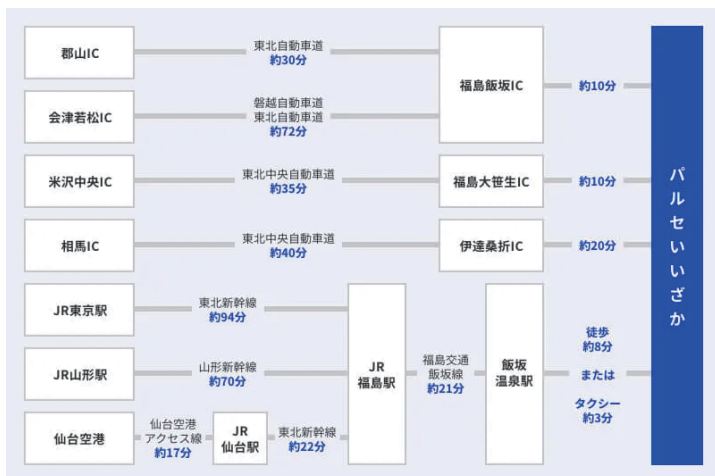 郡山IC
東北自動車道
約30分
福島飯坂IC
約10分
会津若松IC
磐越自動車道
東北自動車道
約72分
米沢中央IC
東北中央自動車道
約35分
福島大笹生IC
約10分
相馬IC
東北中央自動車道
約40分
伊達桑折IC
約20分
JR東京駅
東北新幹線
約94分
JR山形駅
山形新幹線
約70分
仙台空港
仙台空港
アクセス線
約17分
JR
仙台駅
東北新幹線
約22分
JR
福島駅
福島交通
飯坂線
約21分
飯坂
温泉駅
徒歩
約8分
または
タクシー
約3分
パルセいいざか